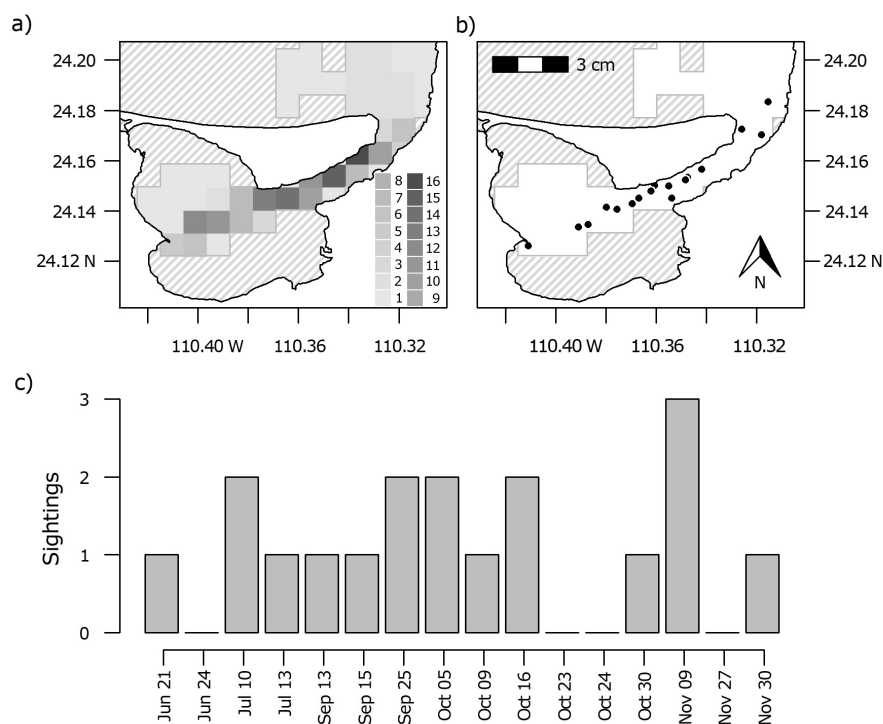 a)
24.20
24.18
24.16
24.14
24.12 N
8 16
7 15
6 14
5 13
4 12
3 11
2 10
1 9
110.40 W
110.36
110.32
b)
3 cm
N
24.20
24.18
24.16
24.14
24.12 N
110.40 W
110.36
110.32
c)
Sightings
3
2
1
0
Jun 21
Jun 24
Jul 10
Jul 13
Sep 13
Sep 15
Sep 25
Oct 05
Oct 09
Oct 16
Oct 23
Oct 24
Oct 30
Nov 09
Nov 27
Nov 30